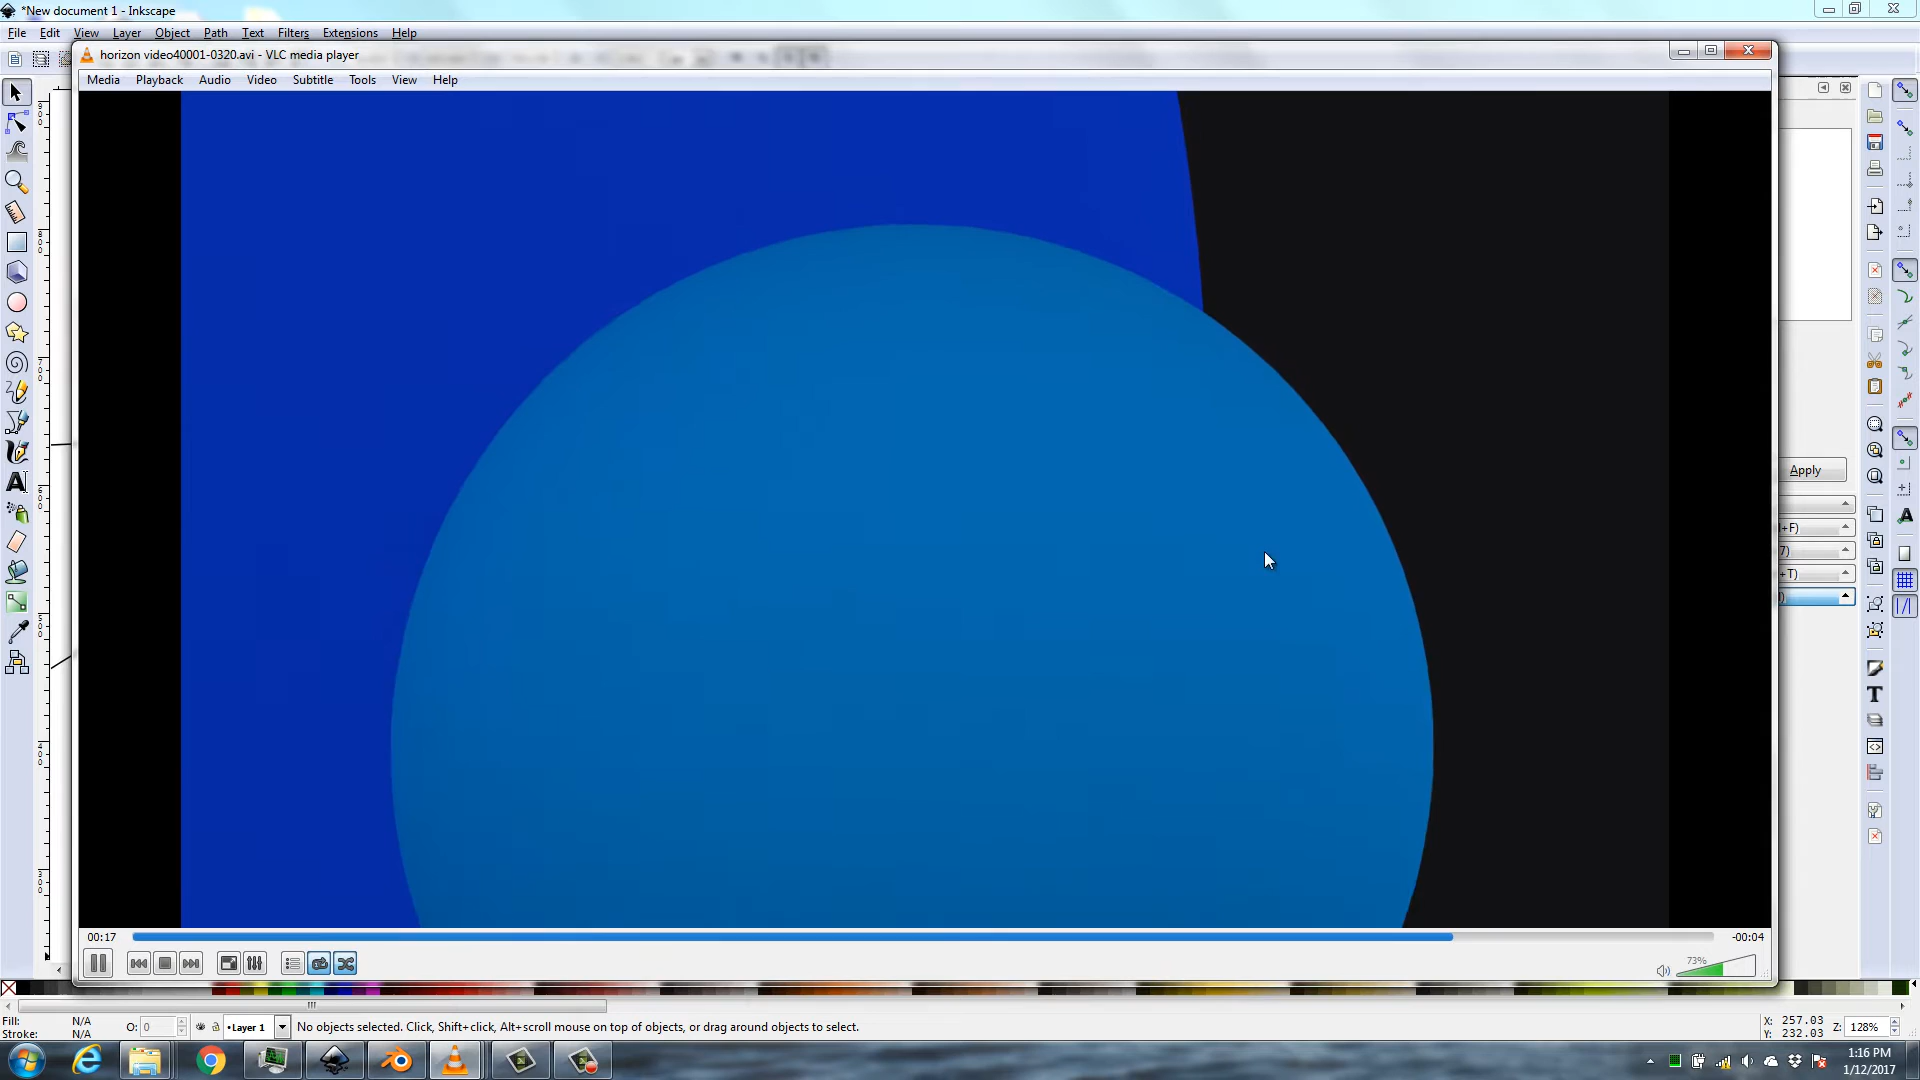 *New document 1 - Inkscape
File Edit View Layer Object Path Text Filters Extensions Help
horizon video40001-0320.avi - VLC media player
Media Playback Audio Video Subtitle Tools View Help
Apply
+F)
7)
+T)
00:17
-00:04
73%
Fill: N/A
Stroke: N/A
O: 0
•Layer 1
No objects selected. Click, Shift+click, Alt+scroll mouse on top of objects, or drag around objects to select.
X: 257.03
Y: 232.03
Z: 128%
1:16 PM
1/12/2017